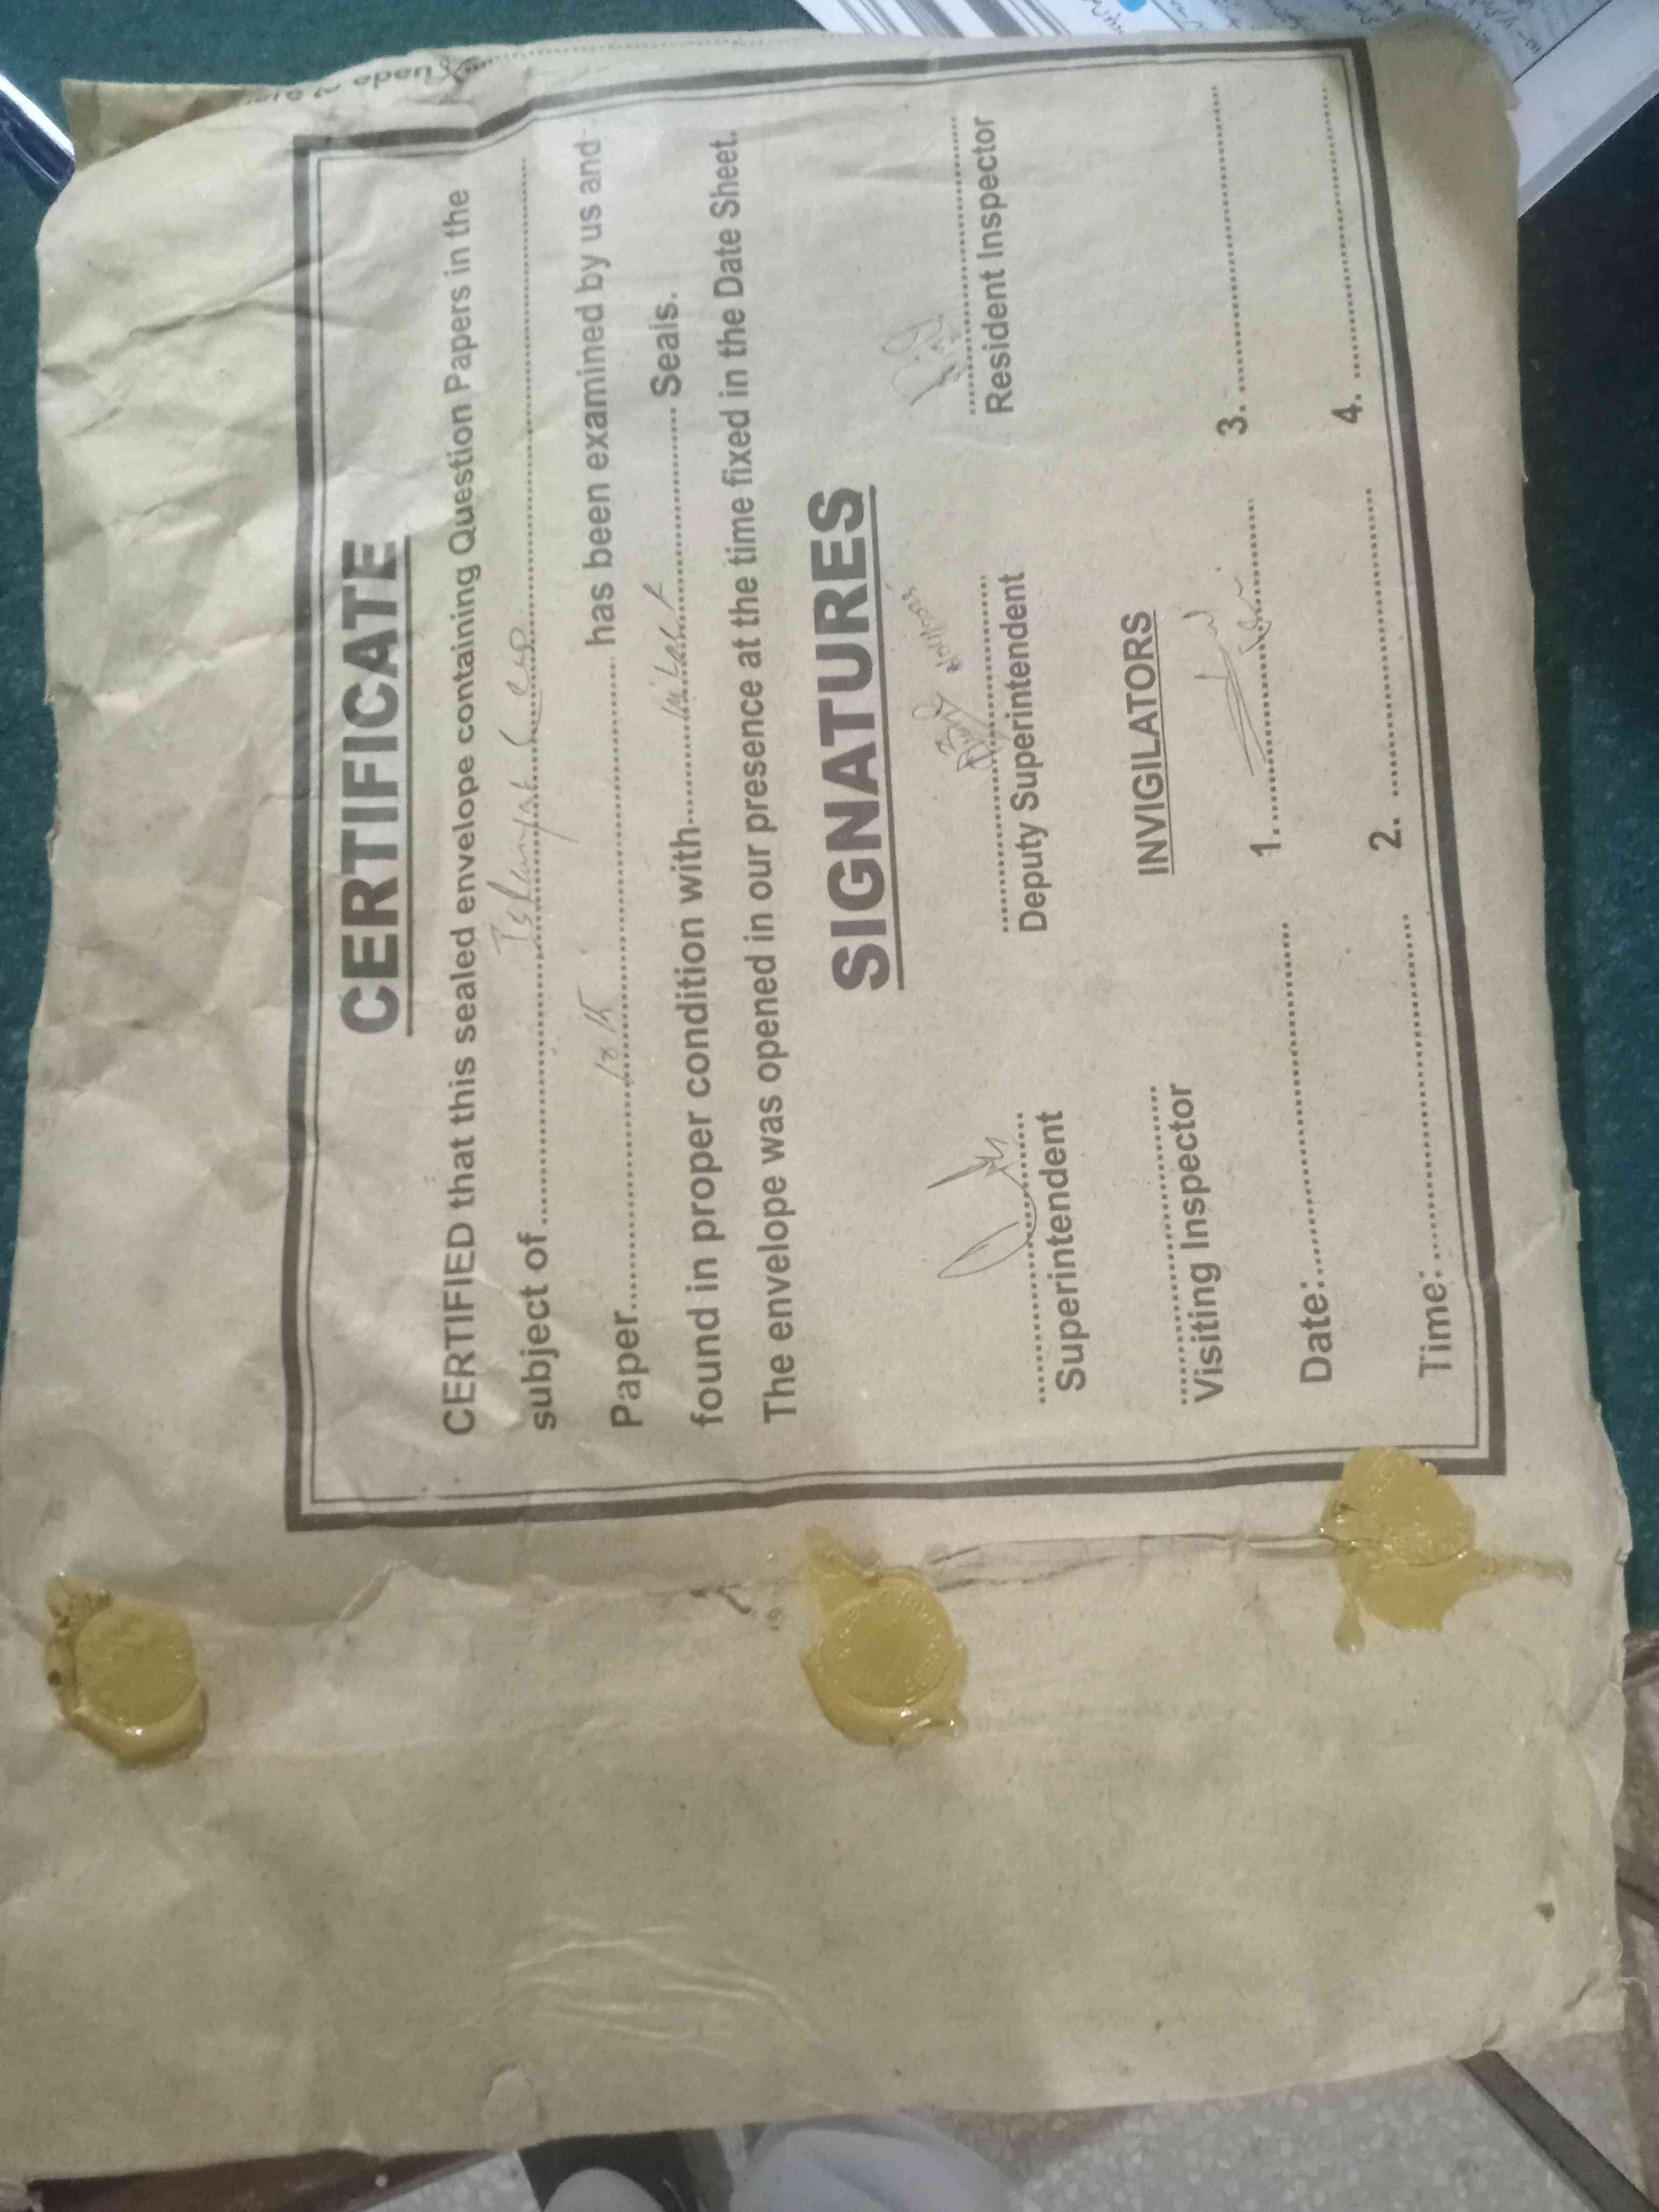 CERTIFICATE
CERTIFIED that this sealed envelope containing Question Papers in the
subject of Islamyat
Paper has been examined by us and
found in proper condition with intact Seals.
The envelope was opened in our presence at the time fixed in the Date Sheet.
SIGNATURES
Superintendent
Deputy Superintendent
Resident Inspector
Visiting Inspector
INVIGILATORS
1.
3.
Date:
2.
4.
Time: